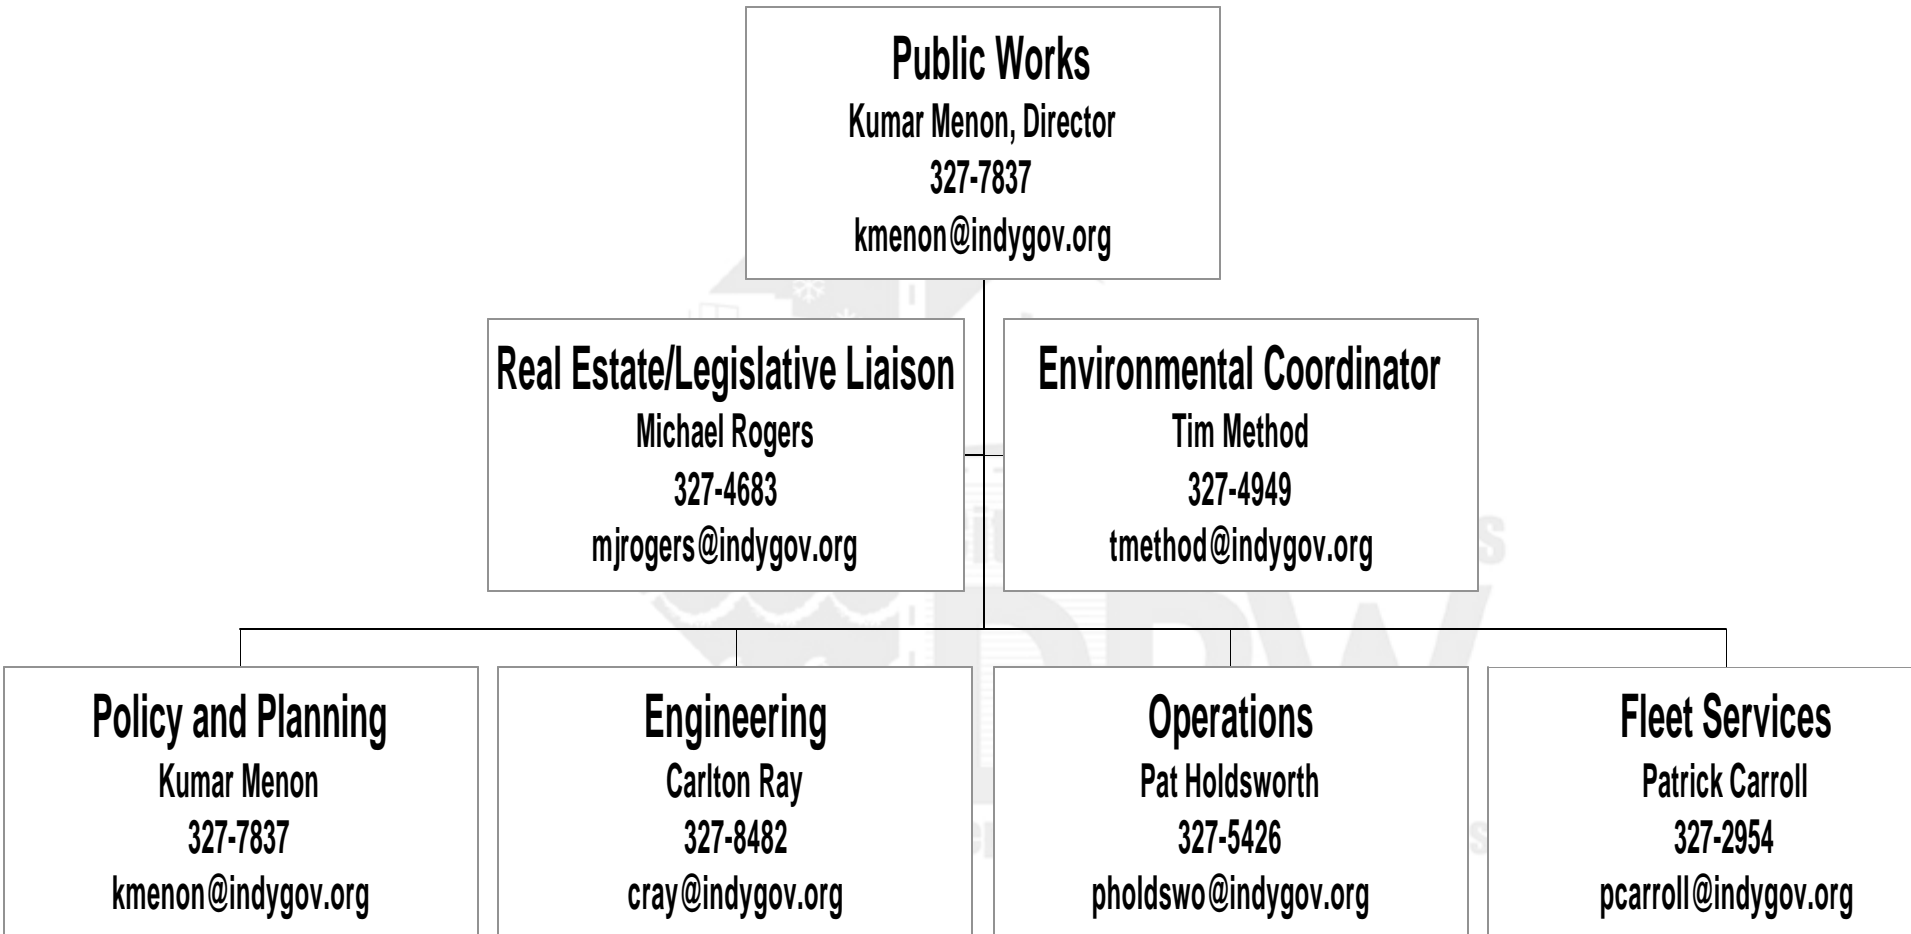 Public Works
Kumar Menon, Director
327-7837
kmenon@indygov.org
Real Estate/Legislative Liaison
Michael Rogers
327-4683
mjrogers@indygov.org
Environmental Coordinator
Tim Method
327-4949
tmethod@indygov.org
Policy and Planning
Kumar Menon
327-7837
kmenon@indygov.org
Engineering
Carlton Ray
327-8482
cray@indygov.org
Operations
Pat Holdsworth
327-5426
pholdswo@indygov.org
Fleet Services
Patrick Carroll
327-2954
pcarroll@indygov.org